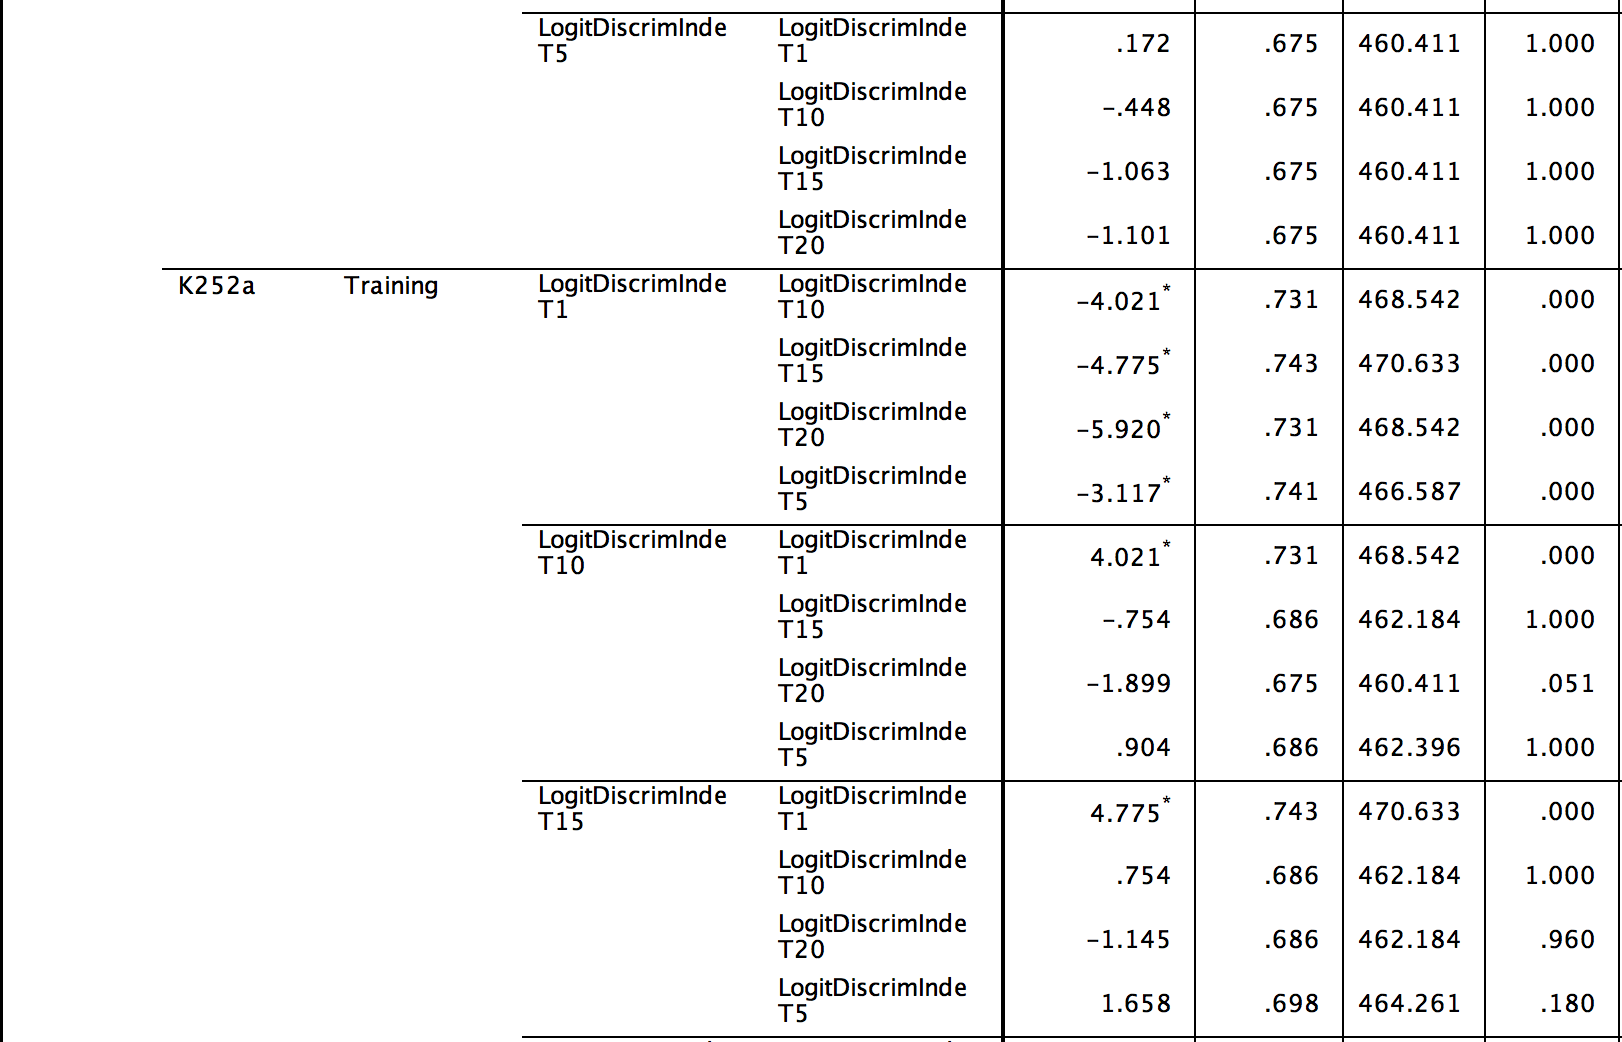 LogitDiscrimInde T5 LogitDiscrimInde T1 .172 .675 460.411 1.000
LogitDiscrimInde T10 -.448 .675 460.411 1.000
LogitDiscrimInde T15 -1.063 .675 460.411 1.000
LogitDiscrimInde T20 -1.101 .675 460.411 1.000
K252a Training LogitDiscrimInde T1 LogitDiscrimInde T10 -4.021* .731 468.542 .000
LogitDiscrimInde T15 -4.775* .743 470.633 .000
LogitDiscrimInde T20 -5.920* .731 468.542 .000
LogitDiscrimInde T5 -3.117* .741 466.587 .000
LogitDiscrimInde T10 LogitDiscrimInde T1 4.021* .731 468.542 .000
LogitDiscrimInde T15 -.754 .686 462.184 1.000
LogitDiscrimInde T20 -1.899 .675 460.411 .051
LogitDiscrimInde T5 .904 .686 462.396 1.000
LogitDiscrimInde T15 LogitDiscrimInde T1 4.775* .743 470.633 .000
LogitDiscrimInde T10 .754 .686 462.184 1.000
LogitDiscrimInde T20 -1.145 .686 462.184 .960
LogitDiscrimInde T5 1.658 .698 464.261 .180